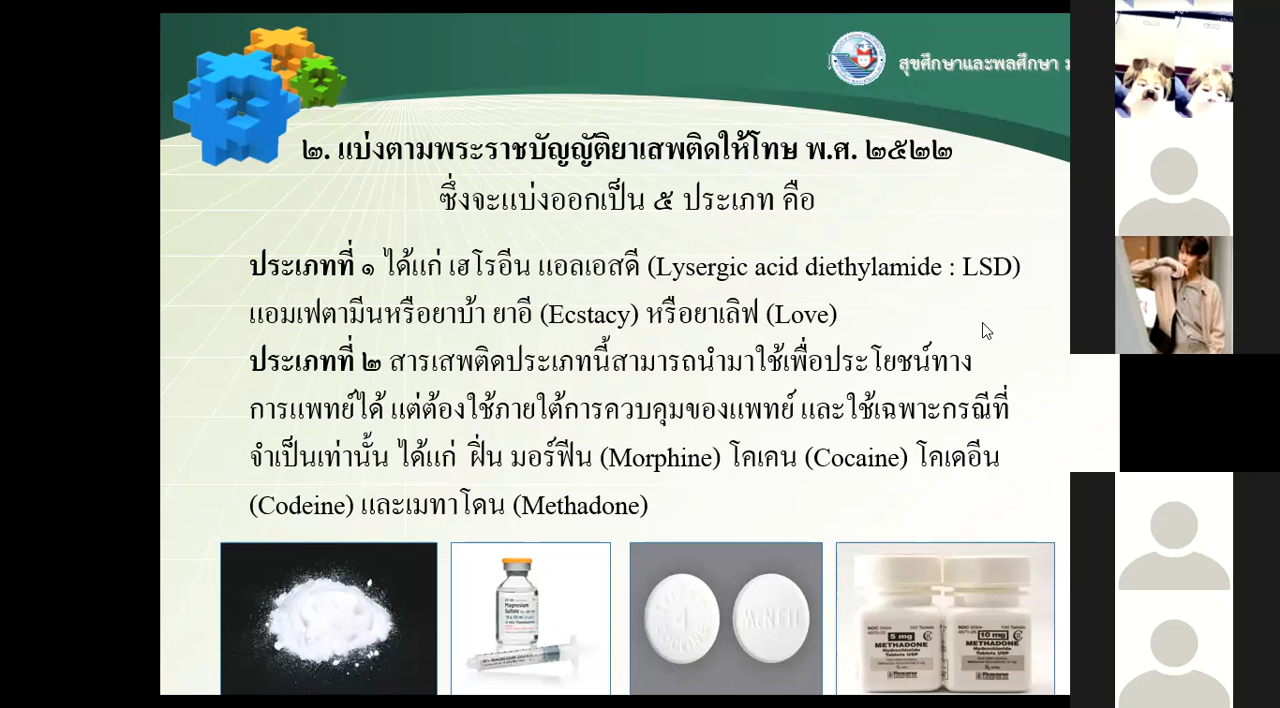 สุขศึกษาและพลศึกษา ม
๒. แบ่งตามพระราชบัญญัติยาเสพติดให้โทษ พ.ศ. ๒๕๒๒
ซึ่งจะแบ่งออกเป็น ๕ ประเภท คือ
ประเภทที่ ๑ ได้แก่ เฮโรอีน แอลเอสดี (Lysergic acid diethylamide : LSD)
แอมเฟตามีนหรือยาบ้า ยาอี (Ecstacy) หรือยาเลิฟ (Love)
ประเภทที่ ๒ สารเสพติดประเภทนี้สามารถนำมาใช้เพื่อประโยชน์ทาง
การแพทย์ได้ แต่ต้องใช้ภายใต้การควบคุมของแพทย์ และใช้เฉพาะกรณีที่
จำเป็นเท่านั้น ได้แก่ ฝิ่น มอร์ฟีน (Morphine) โคเคน (Cocaine) โคเดอีน
(Codeine) และเมทาโดน (Methadone)
Magnesium
Sulfate
McNEIL
5 mg
METHADONE
Hydrochloride
Tablets USP
10 mg
METHADONE
Hydrochloride
Tablets USP